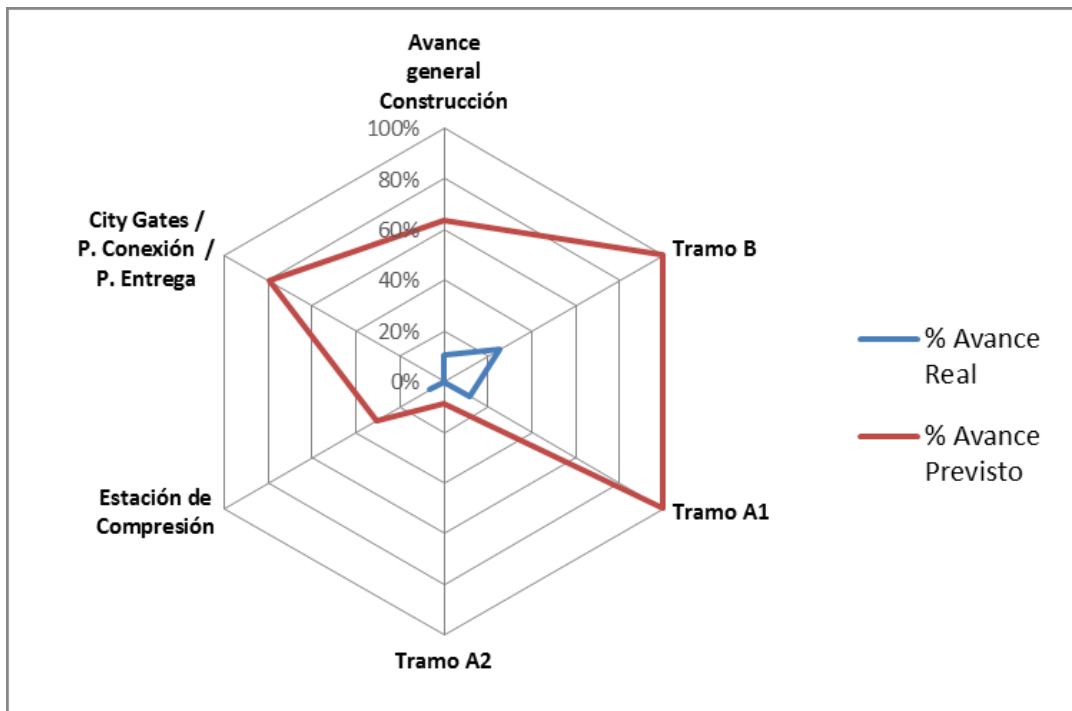 Avance
general
Construcción
100%
80%
60%
40%
20%
0%
City Gates /
P. Conexión /
P. Entrega
Tramo B
% Avance
Real
% Avance
Previsto
Estación de
Compresión
Tramo A1
Tramo A2